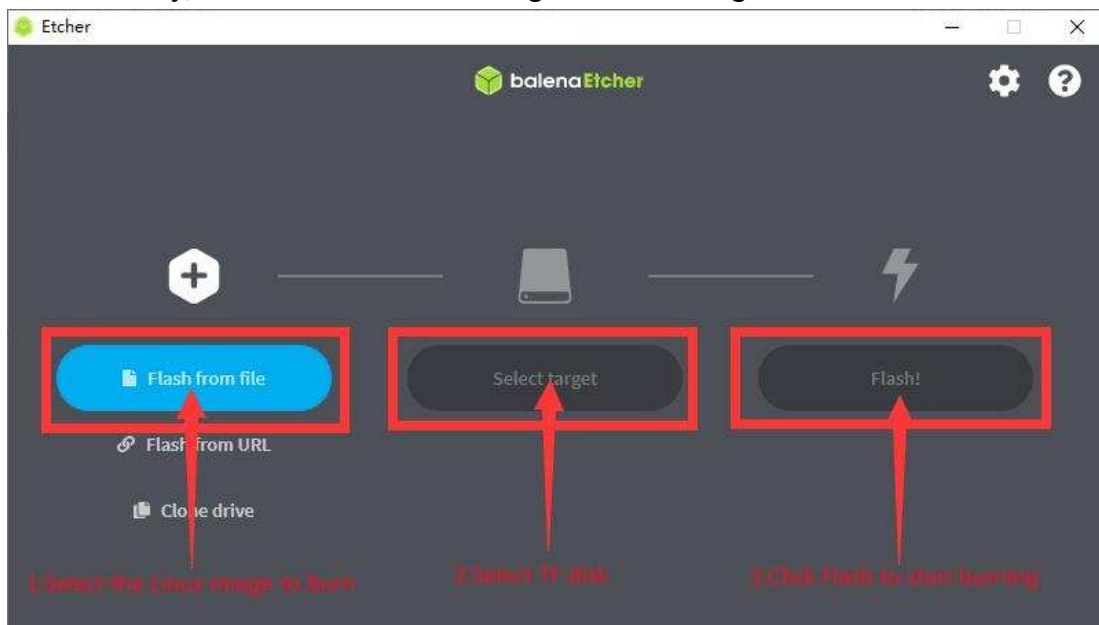 Etcher
balenaEtcher
Flash from file
Select target
Flash!
Flash from URL
Clone drive
1.Select the Linux image to burn
2.Select TF disk
3.Click Flash to start burning